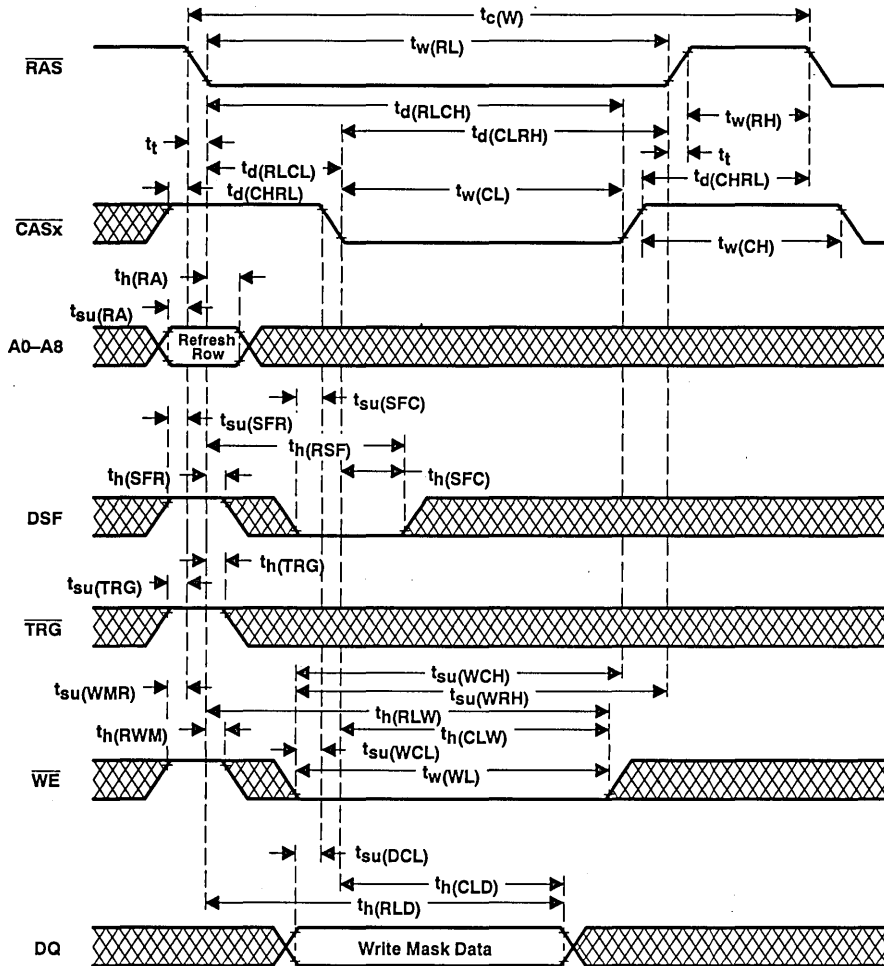 tc(W)
RAS
tw(RL)
td(RLCH)
tw(RH)
td(CLRH)
tt
td(RLCL)
tt
td(CHRL)
td(CHRL)
CASx
tw(CL)
tw(CH)
th(RA)
tsu(RA)
A0–A8
Refresh
Row
tsu(SFC)
tsu(SFR)
th(RSF)
th(SFR)
th(SFC)
DSF
th(TRG)
tsu(TRG)
TRG
tsu(WCH)
tsu(WMR)
tsu(WRH)
th(RLW)
th(RWM)
th(CLW)
tsu(WCL)
WE
tw(WL)
tsu(DCL)
th(CLD)
th(RLD)
DQ
Write Mask Data